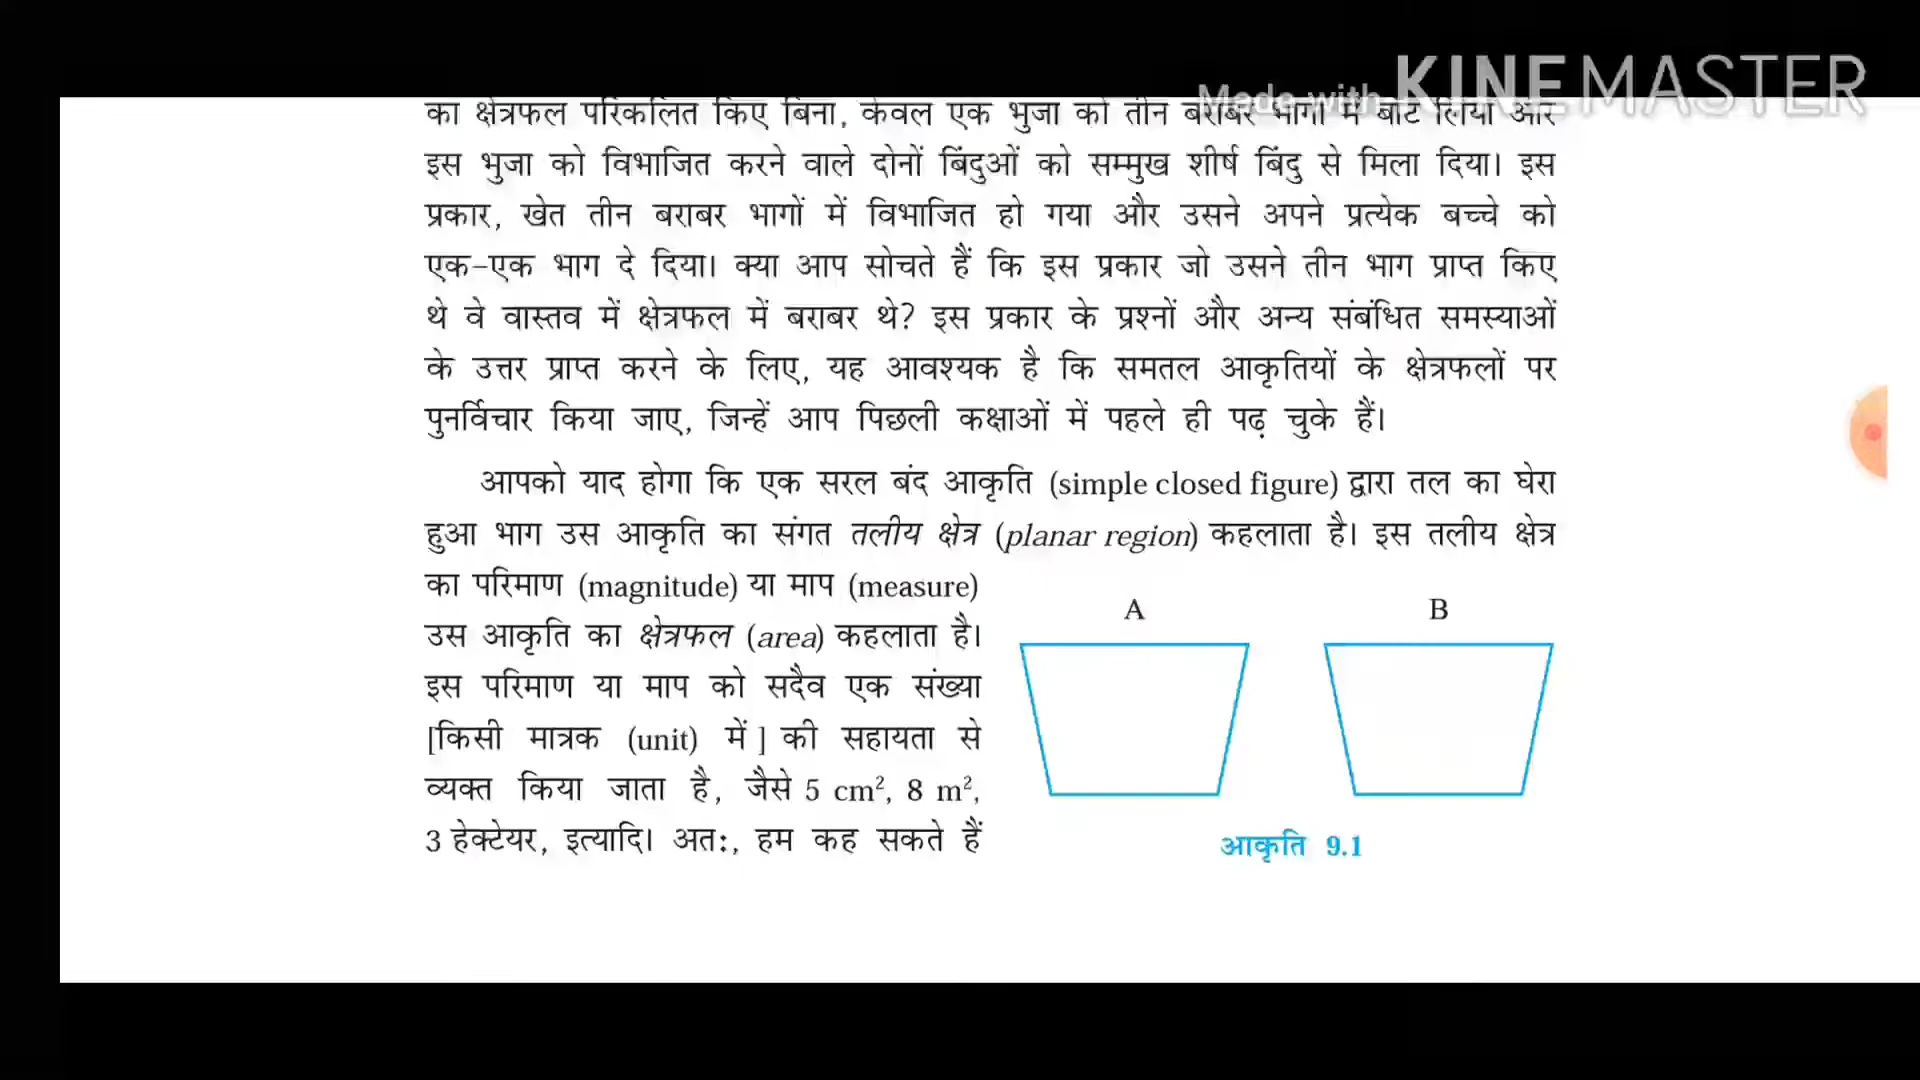 Made with KINEMASTER
का क्षेत्रफल परिकलित किए बिना, केवल एक भुजा को तीन बराबर भागों में बाँट लिया और
इस भुजा को विभाजित करने वाले दोनों बिंदुओं को सम्मुख शीर्ष बिंदु से मिला दिया। इस
प्रकार, खेत तीन बराबर भागों में विभाजित हो गया और उसने अपने प्रत्येक बच्चे को
एक-एक भाग दे दिया। क्या आप सोचते हैं कि इस प्रकार जो उसने तीन भाग प्राप्त किए
थे वे वास्तव में क्षेत्रफल में बराबर थे? इस प्रकार के प्रश्नों और अन्य संबंधित समस्याओं
के उत्तर प्राप्त करने के लिए, यह आवश्यक है कि समतल आकृतियों के क्षेत्रफलों पर
पुनर्विचार किया जाए, जिन्हें आप पिछली कक्षाओं में पहले ही पढ़ चुके हैं।
आपको याद होगा कि एक सरल बंद आकृति (simple closed figure) द्वारा तल का घेरा
हुआ भाग उस आकृति का संगत तलीय क्षेत्र (planar region) कहलाता है। इस तलीय क्षेत्र
का परिमाण (magnitude) या माप (measure)
उस आकृति का क्षेत्रफल (area) कहलाता है।
इस परिमाण या माप को सदैव एक संख्या
[किसी मात्रक (unit) में ] की सहायता से
व्यक्त किया जाता है, जैसे 5 cm², 8 m²,
3 हेक्टेयर, इत्यादि। अत:, हम कह सकते हैं
A
B
आकृति 9.1